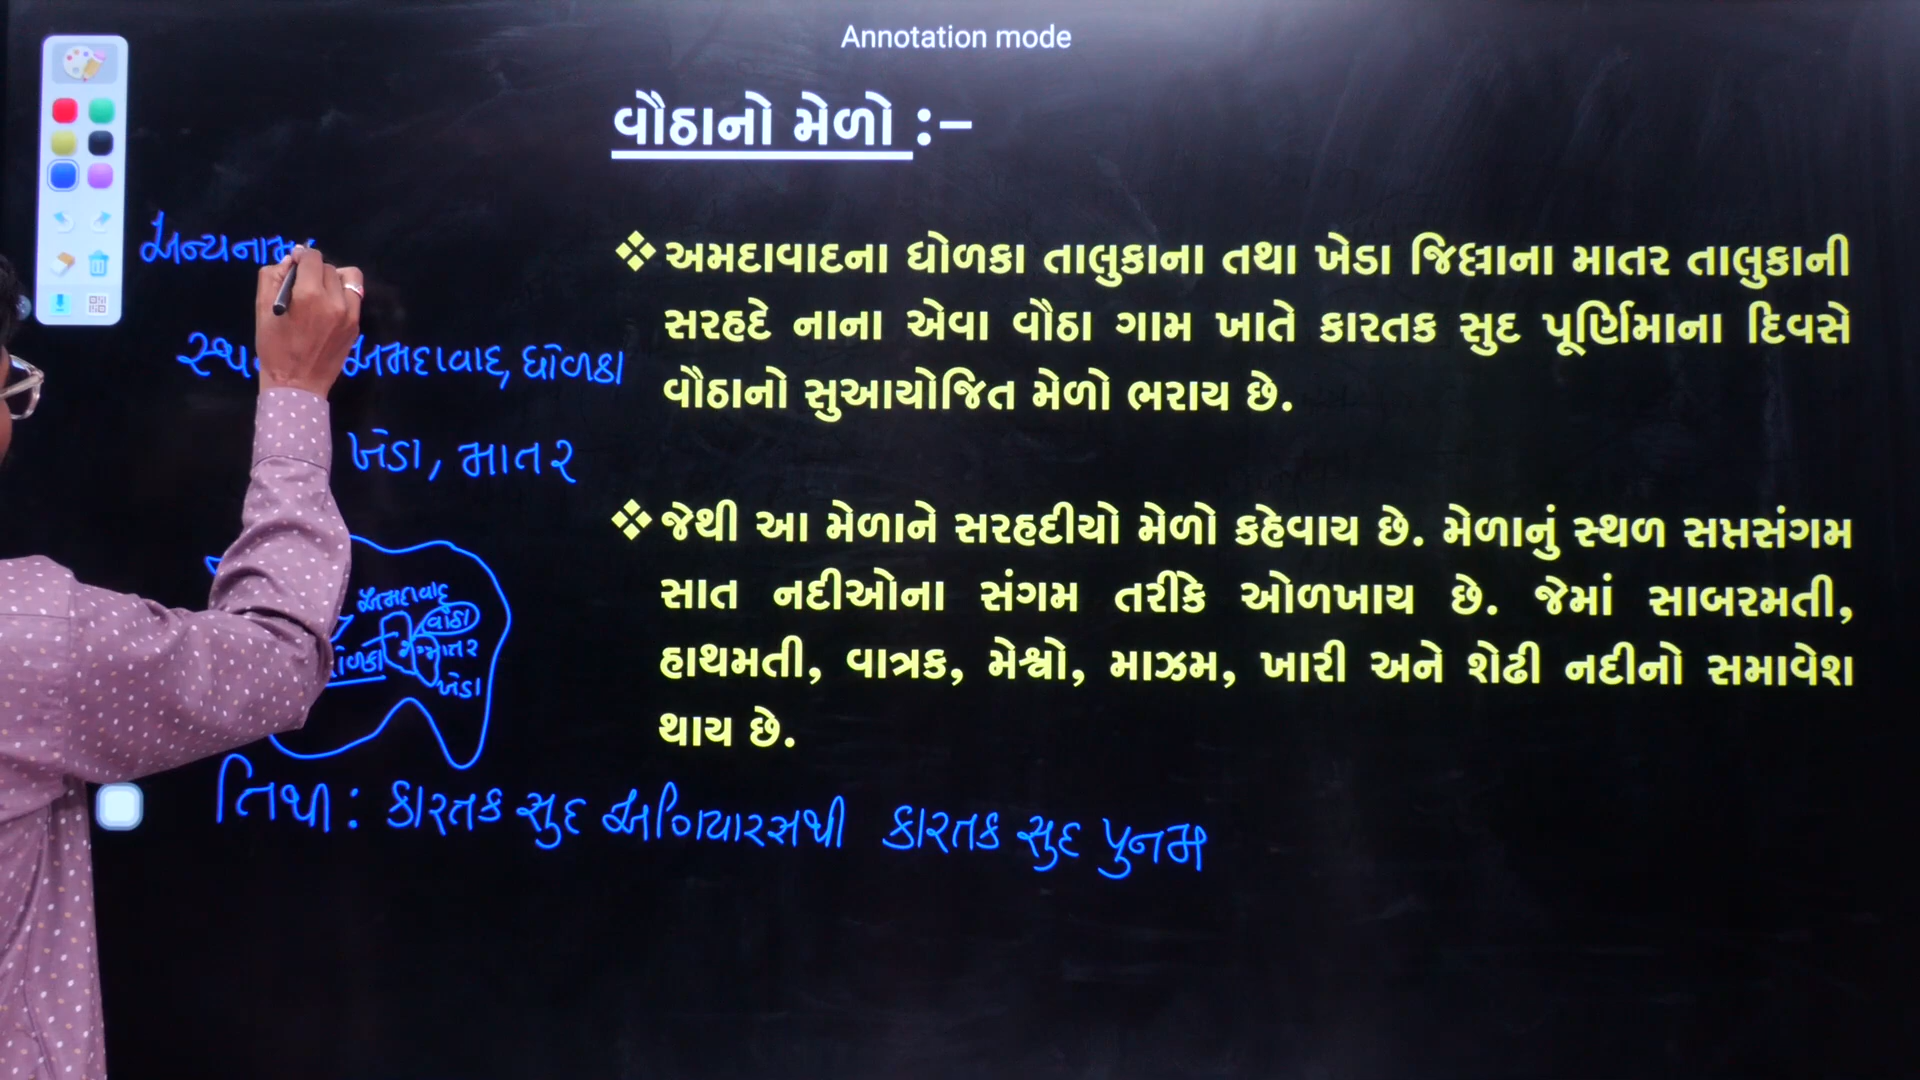 Annotation mode
વૌઠાનો મેળો :–
❖ અમદાવાદના ધોળકા તાલુકાના તથા ખેડા જિલ્લાના માતર તાલુકાની
સરહદે નાના એવા વૌઠા ગામ ખાતે કારતક સુદ પૂર્ણિમાના દિવસે
વૌઠાનો સુઆયોજિત મેળો ભરાય છે.
❖ જેથી આ મેળાને સરહદીયો મેળો કહેવાય છે. મેળાનું સ્થળ સપ્તસંગમ
સાત નદીઓના સંગમ તરીકે ઓળખાય છે. જેમાં સાબરમતી,
હાથમતી, વાત્રક, મેશ્વો, માઝમ, ખારી અને શેઢી નદીનો સમાવેશ
થાય છે.
અન્યનામ
અમદાવાદ, ધોળકા
ખેડા, માતર
અમદાવાદ
વૌઠા
માતર
ખેડા
તિથી : કારતક સુદ અગિયારસથી કારતક સુદ પુનમ